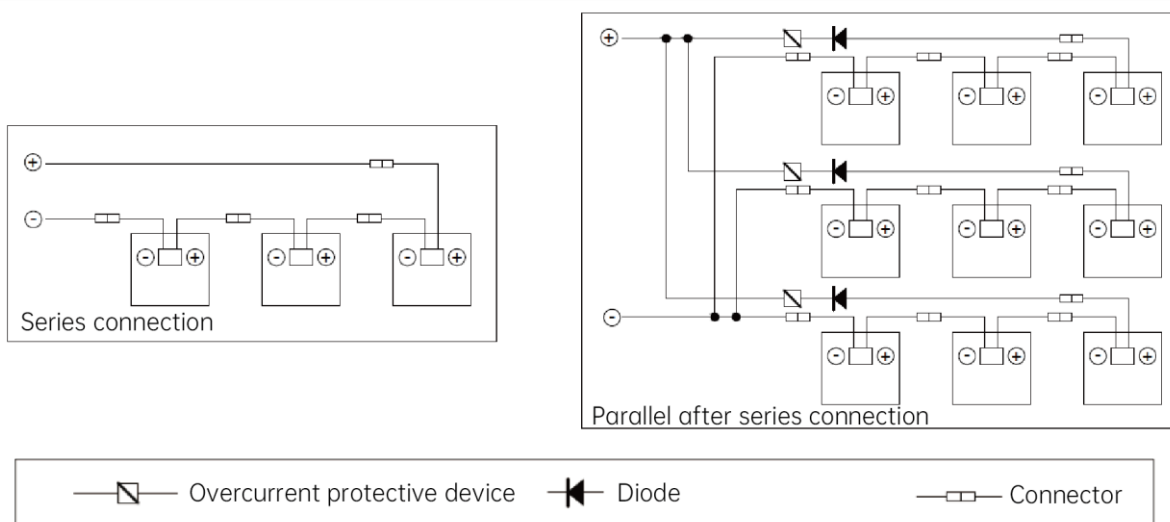 Series connection
Parallel after series connection
Overcurrent protective device
Diode
Connector